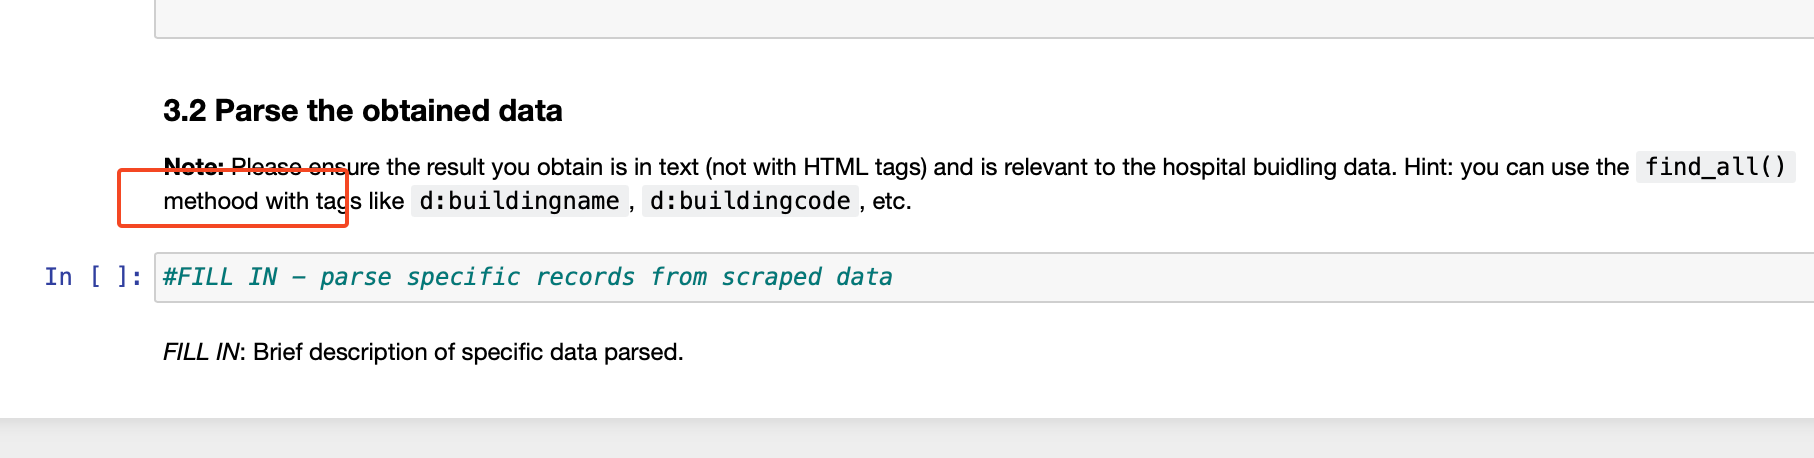 3.2 Parse the obtained data
Note: Please ensure the result you obtain is in text (not with HTML tags) and is relevant to the hospital buidling data. Hint: you can use the find_all()
methood with tags like d:buildingname , d:buildingcode , etc.
In [ ]: #FILL IN – parse specific records from scraped data
FILL IN: Brief description of specific data parsed.